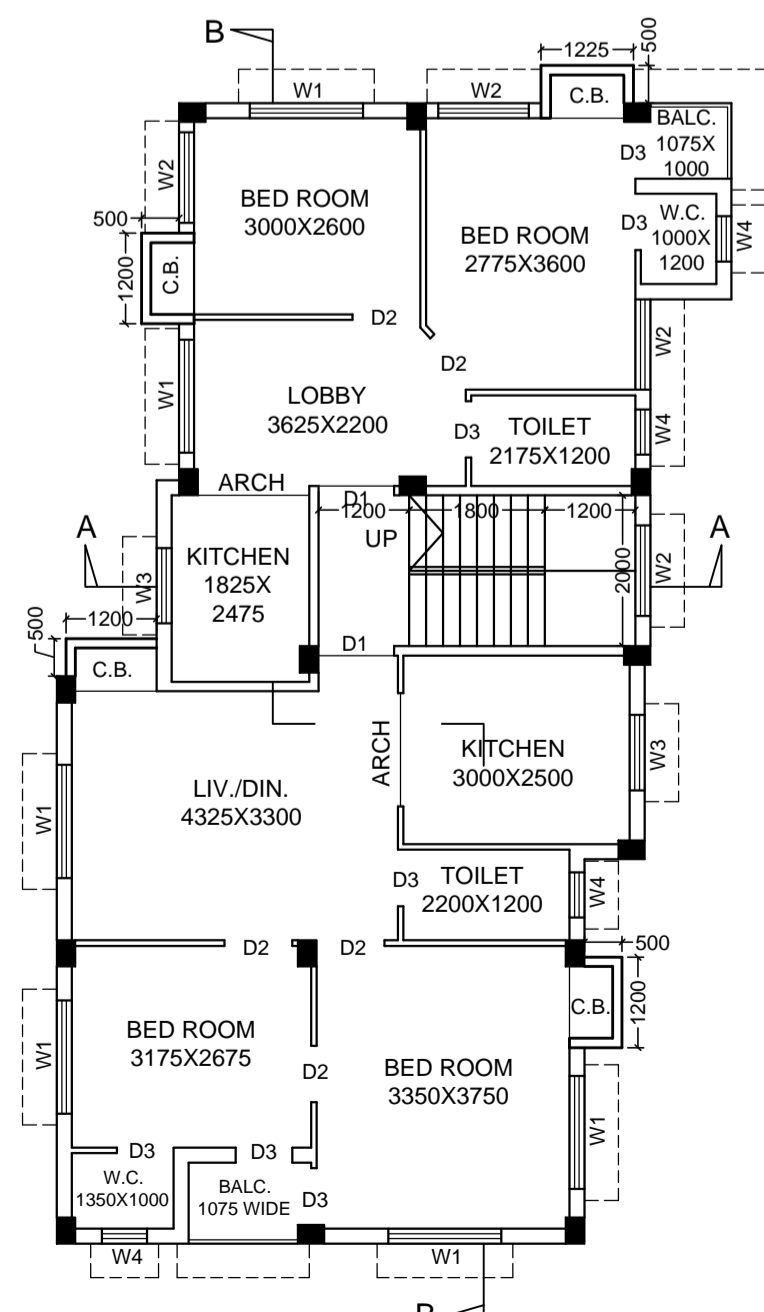 B
1225
500
W1
W2
C.B.
BALC.
1075X
1000
D3
W2
BED ROOM
3000X2600
BED ROOM
2775X3600
D3
W.C.
1000X
1200
W4
500
1200
C.B.
D2
W1
D2
W2
LOBBY
3625X2200
D3
TOILET
2175X1200
W4
ARCH
D1
1200
1800
1200
A
UP
A
KITCHEN
1825X
2475
W3
2000
W2
1200
500
C.B.
D1
ARCH
KITCHEN
3000X2500
W3
LIV./DIN.
4325X3300
W1
D3
TOILET
2200X1200
W4
D2
D2
500
1200
C.B.
BED ROOM
3175X2675
W1
D2
BED ROOM
3350X3750
W1
D3
D3
W.C.
1350X1000
BALC.
1075 WIDE
D3
W4
W1
B